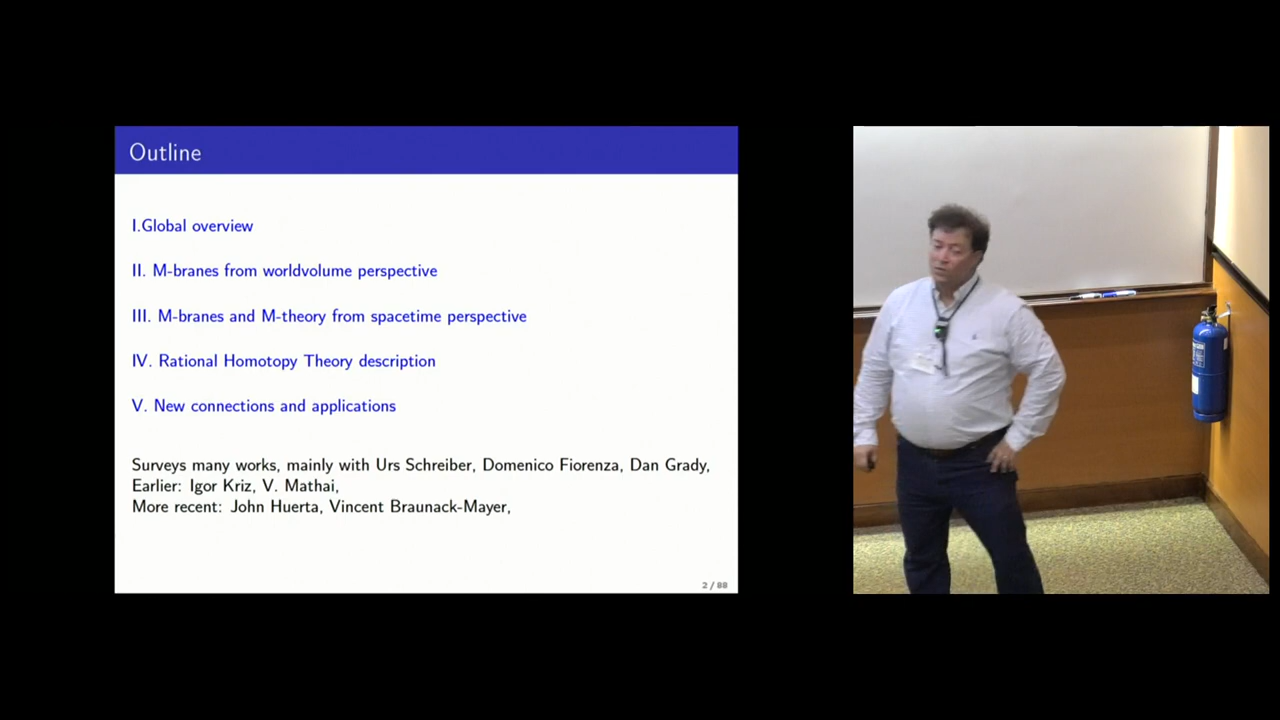 Outline
I.Global overview
II. M-branes from worldvolume perspective
III. M-branes and M-theory from spacetime perspective
IV. Rational Homotopy Theory description
V. New connections and applications
Surveys many works, mainly with Urs Schreiber, Domenico Fiorenza, Dan Grady,
Earlier: Igor Kriz, V. Mathai,
More recent: John Huerta, Vincent Braunack-Mayer,
2 / 88